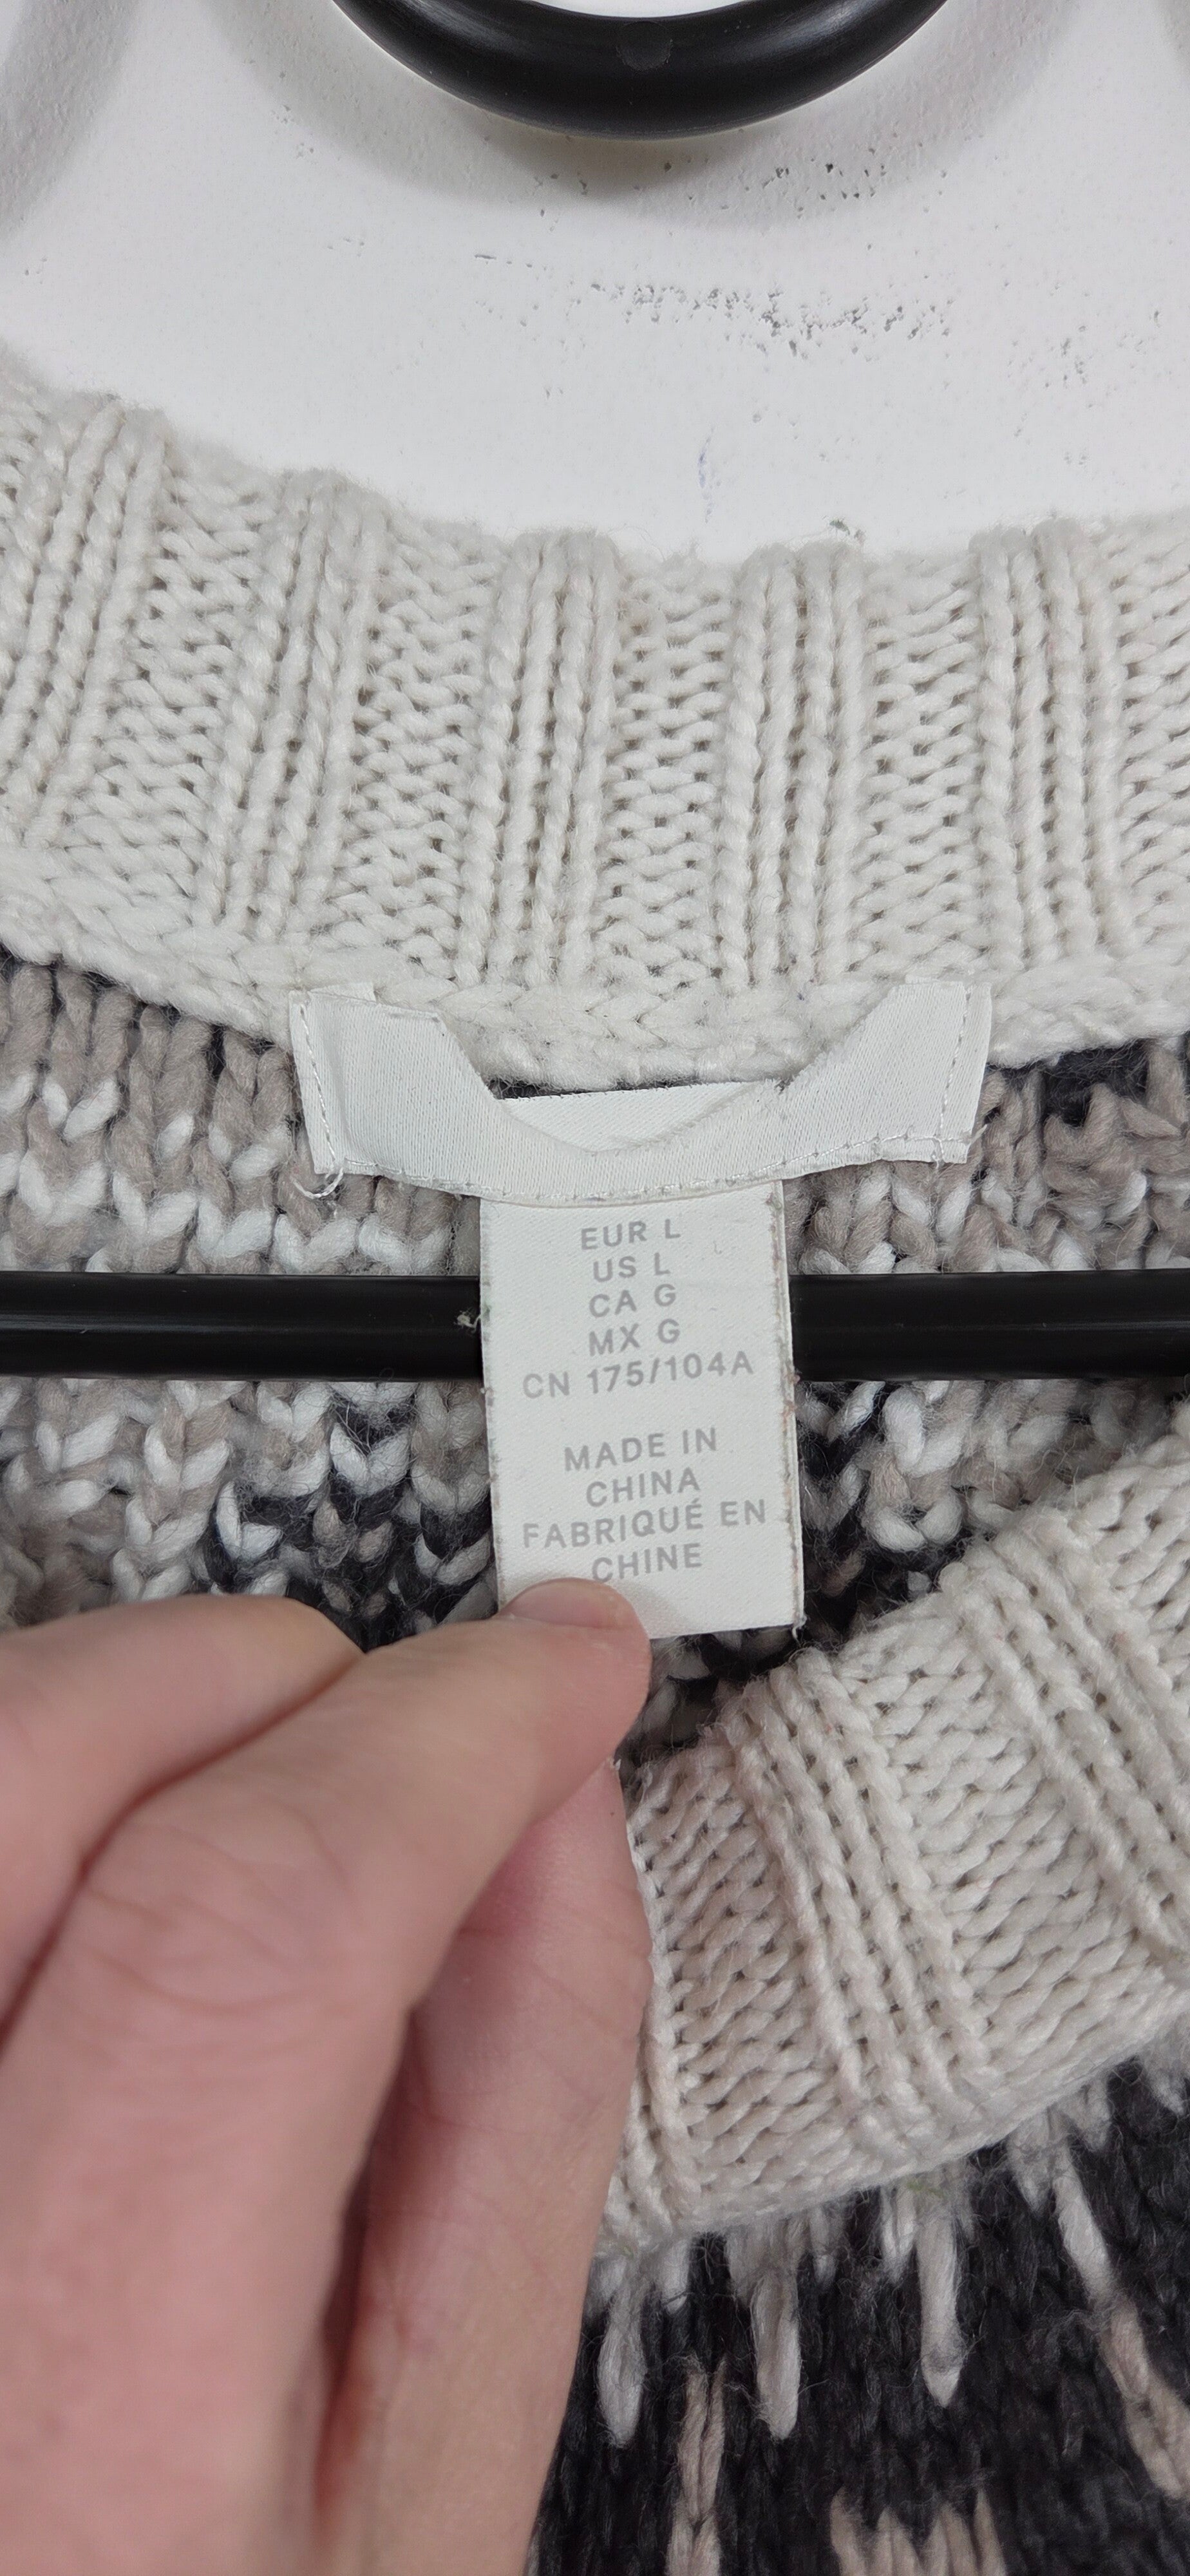 EUR L
US L
CA G
MX G
CN 175/104A
MADE IN
CHINA
FABRIQUÉ EN
CHINE